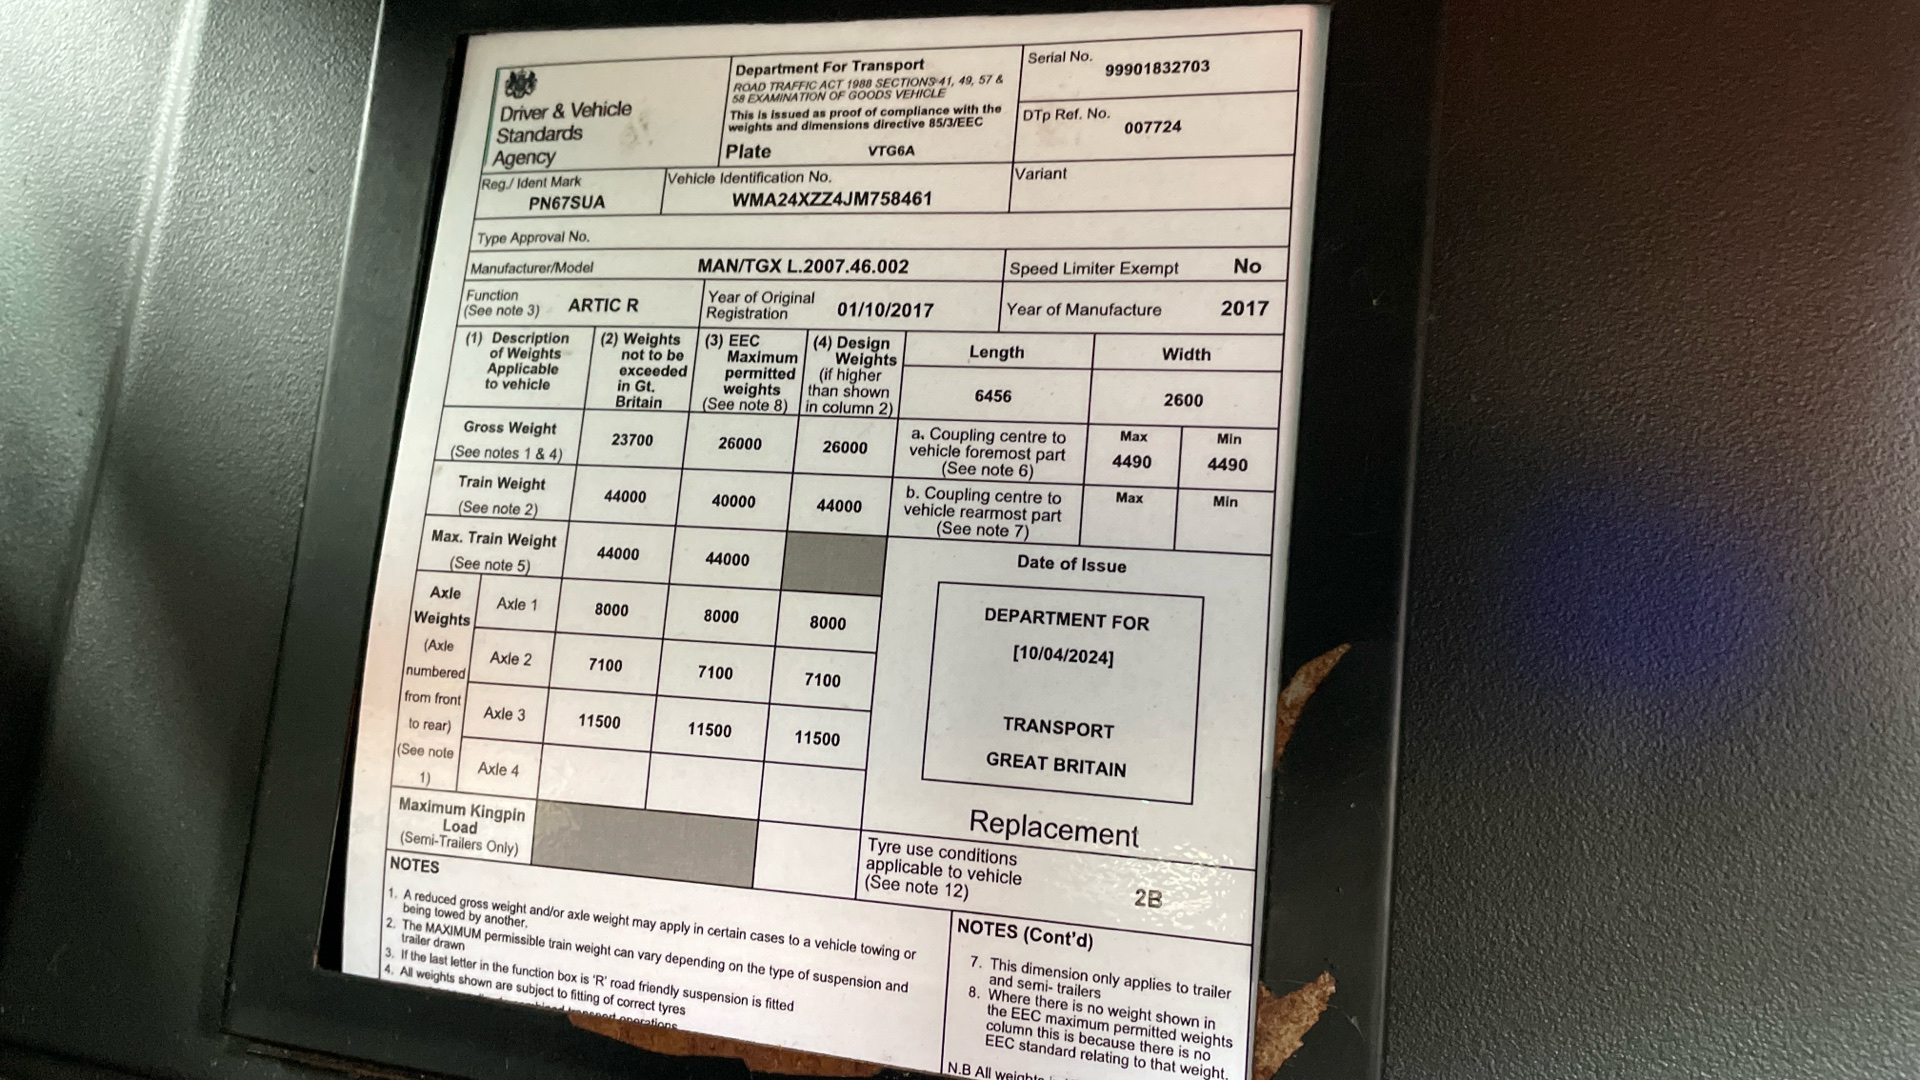 Driver & Vehicle
Standards
Agency
Department For Transport
ROAD TRAFFIC ACT 1988 SECTIONS 41, 49, 57 &
58 EXAMINATION OF GOODS VEHICLE
This is issued as proof of compliance with the
weights and dimensions directive 85/3/EEC
Plate VTG6A
Serial No. 99901832703
DTp Ref. No. 007724
Reg./ Ident Mark
PN67SUA
Vehicle Identification No.
WMA24XZZ4JM758461
Variant
Type Approval No.
Manufacturer/Model MAN/TGX L.2007.46.002
Speed Limiter Exempt No
Function
(See note 3) ARTIC R
Year of Original
Registration 01/10/2017
Year of Manufacture 2017
(1) Description
of Weights
Applicable
to vehicle
(2) Weights
not to be
exceeded
in Gt.
Britain
(3) EEC
Maximum
permitted
weights
(See note 8)
(4) Design
Weights
(if higher
than shown
in column 2)
Length
6456
Width
2600
Gross Weight
(See notes 1 & 4)
23700 26000 26000
a. Coupling centre to
vehicle foremost part
(See note 6)
Max
4490
Min
4490
Train Weight
(See note 2)
44000 40000 44000
b. Coupling centre to
vehicle rearmost part
(See note 7)
Max
Min
Max. Train Weight
(See note 5)
44000 44000
Axle
Weights
(Axle
numbered
from front
to rear)
(See note
1)
Axle 1 8000 8000 8000
Axle 2 7100 7100 7100
Axle 3 11500 11500 11500
Axle 4
Maximum Kingpin
Load
(Semi-Trailers Only)
Date of Issue
DEPARTMENT FOR
[10/04/2024]
TRANSPORT
GREAT BRITAIN
Replacement
Tyre use conditions
applicable to vehicle
(See note 12)
2B
NOTES
1. A reduced gross weight and/or axle weight may apply in certain cases to a vehicle towing or
being towed by another.
2. The MAXIMUM permissible train weight can vary depending on the type of suspension and
trailer drawn
3. If the last letter in the function box is 'R' road friendly suspension is fitted
4. All weights shown are subject to fitting of correct tyres
transport operations
NOTES (Cont'd)
7. This dimension only applies to trailer
and semi- trailers
8. Where there is no weight shown in
the EEC maximum permitted weights
column this is because there is no
EEC standard relating to that weight.
N.B All weights